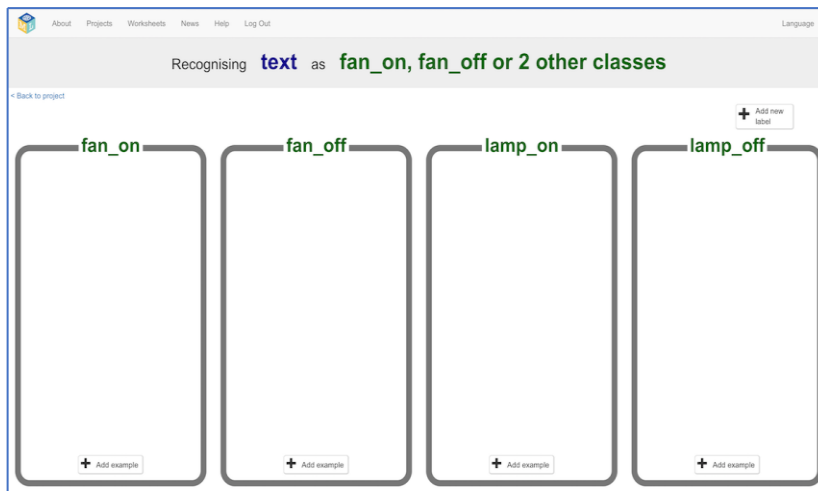 About Projects Worksheets News Help Log Out Language
Recognising text as fan_on, fan_off or 2 other classes
< Back to project
+ Add new label
fan_on fan_off lamp_on lamp_off
+ Add example + Add example + Add example + Add example